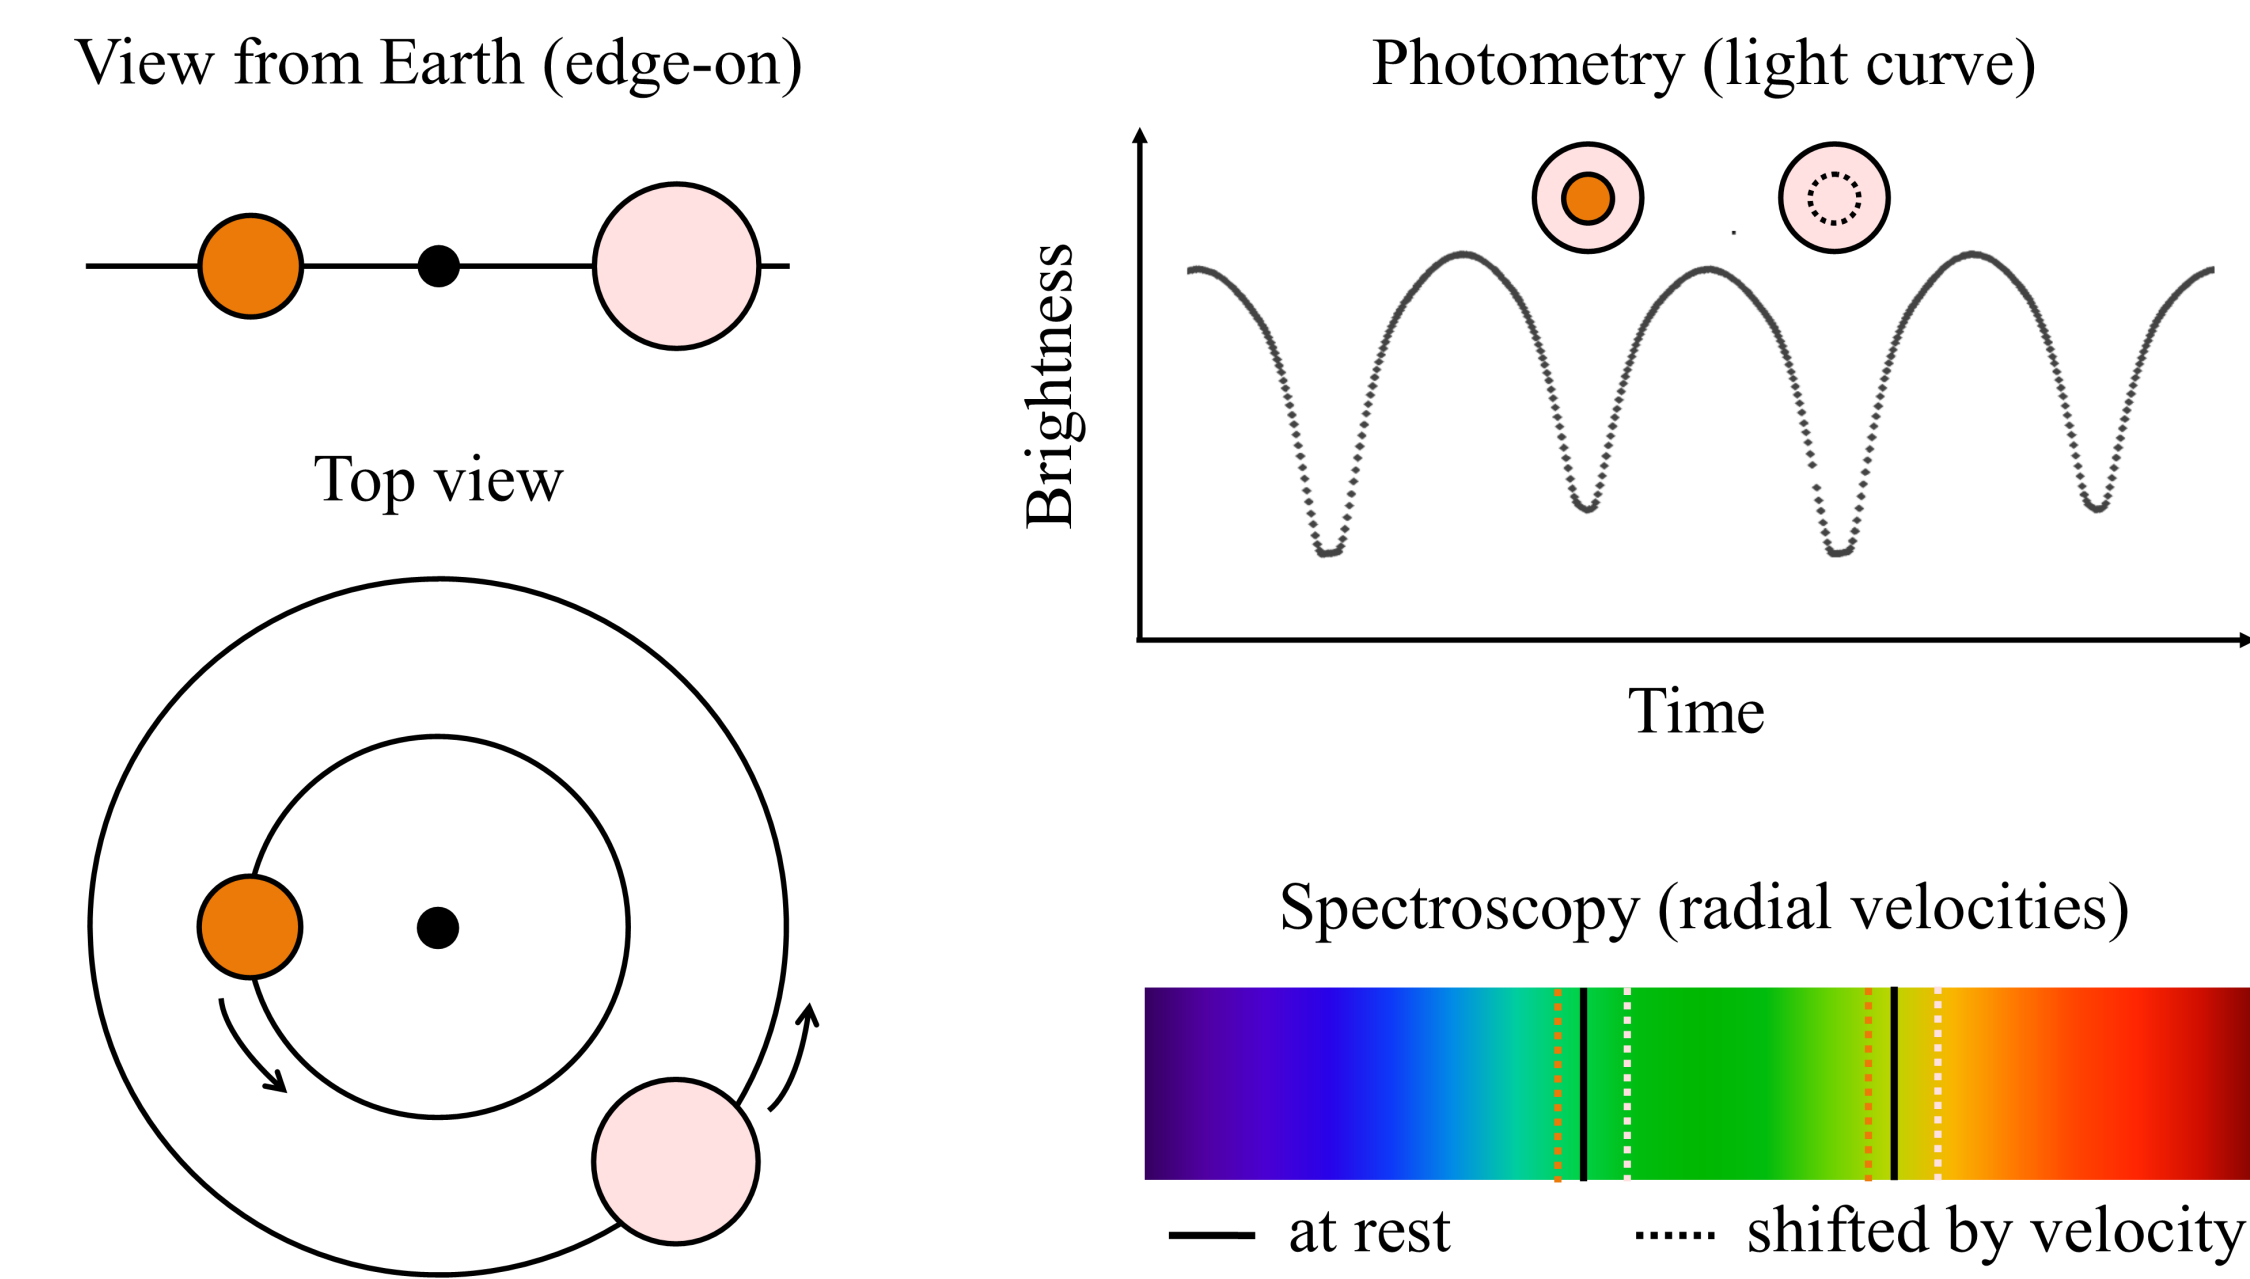 View from Earth (edge-on)
Top view
Photometry (light curve)
Brightness
Time
Spectroscopy (radial velocities)
at rest
shifted by velocity